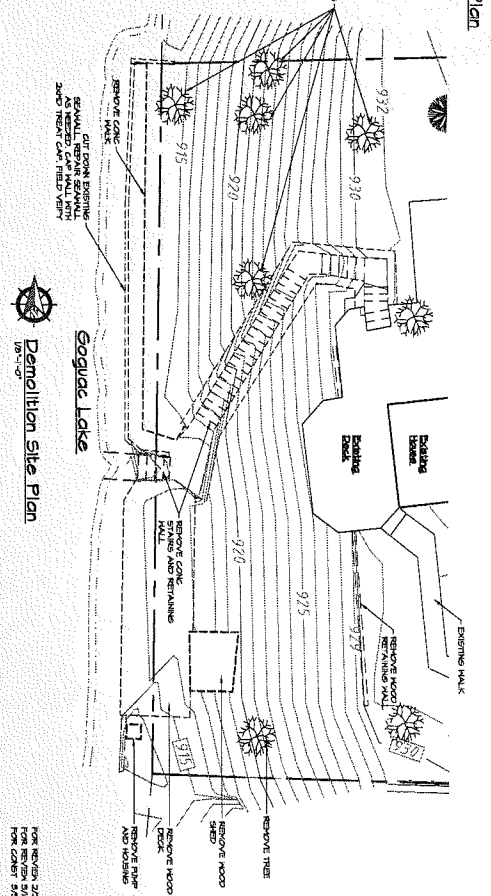 Plan
932
930
915
920
REMOVE CONC
WALK
CUT DOWN EXISTING
SEAWALL. REPAIR SEAWALL
AS NEEDED, CAP WALL WITH
TREAT CAP. FIELD VERIFY
Goguac Lake
Demolition Site Plan
1/8"=1'-0"
Existing
House
Existing
Deck
EXISTING WALK
REMOVE WOOD
RETAINING WALL
929
925
920
930
915
REMOVE CONC
STAIRS AND RETAINING
WALL
REMOVE TREE
REMOVE WOOD
SHED
REMOVE WOOD
DECK
REMOVE PUMP
AND HOUSING
FOR REVIEW
FOR REVIEW
FOR CONST